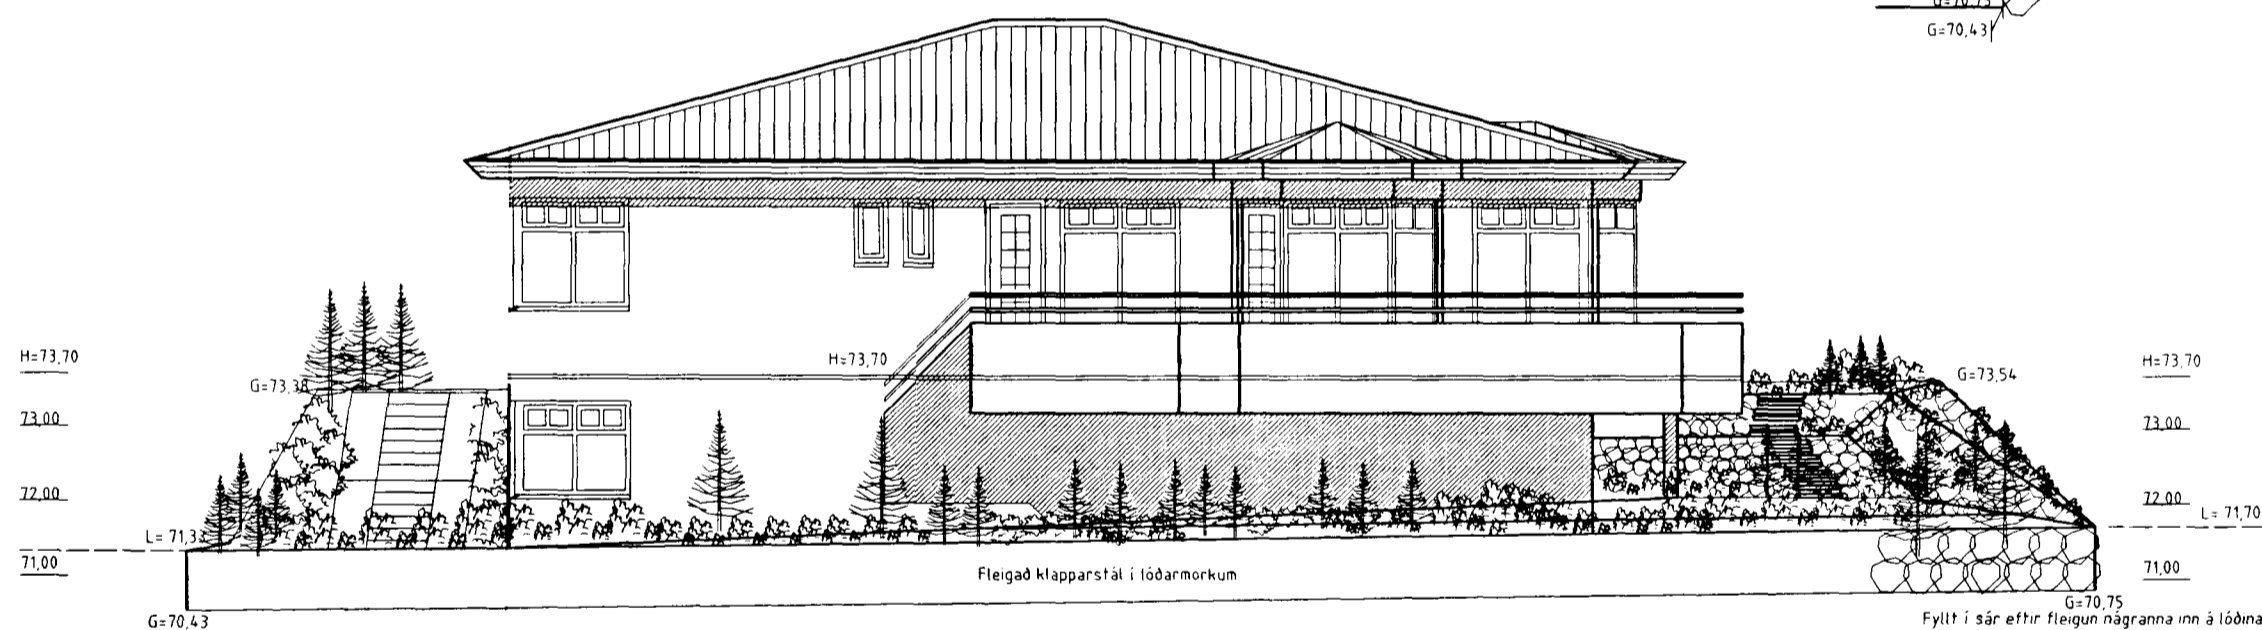 G=70,75
G=70,43
H=73,70
H=73,70
H=73,70
G=73,38
G=73,54
73,00
73,00
72,00
72,00
L= 71,33
L= 71,70
71,00
71,00
Fleigað klapparstál í lóðarmörkum
G=70,43
G=70,75
Fyllt í sár eftir fleigun nágranna inn á lóðina